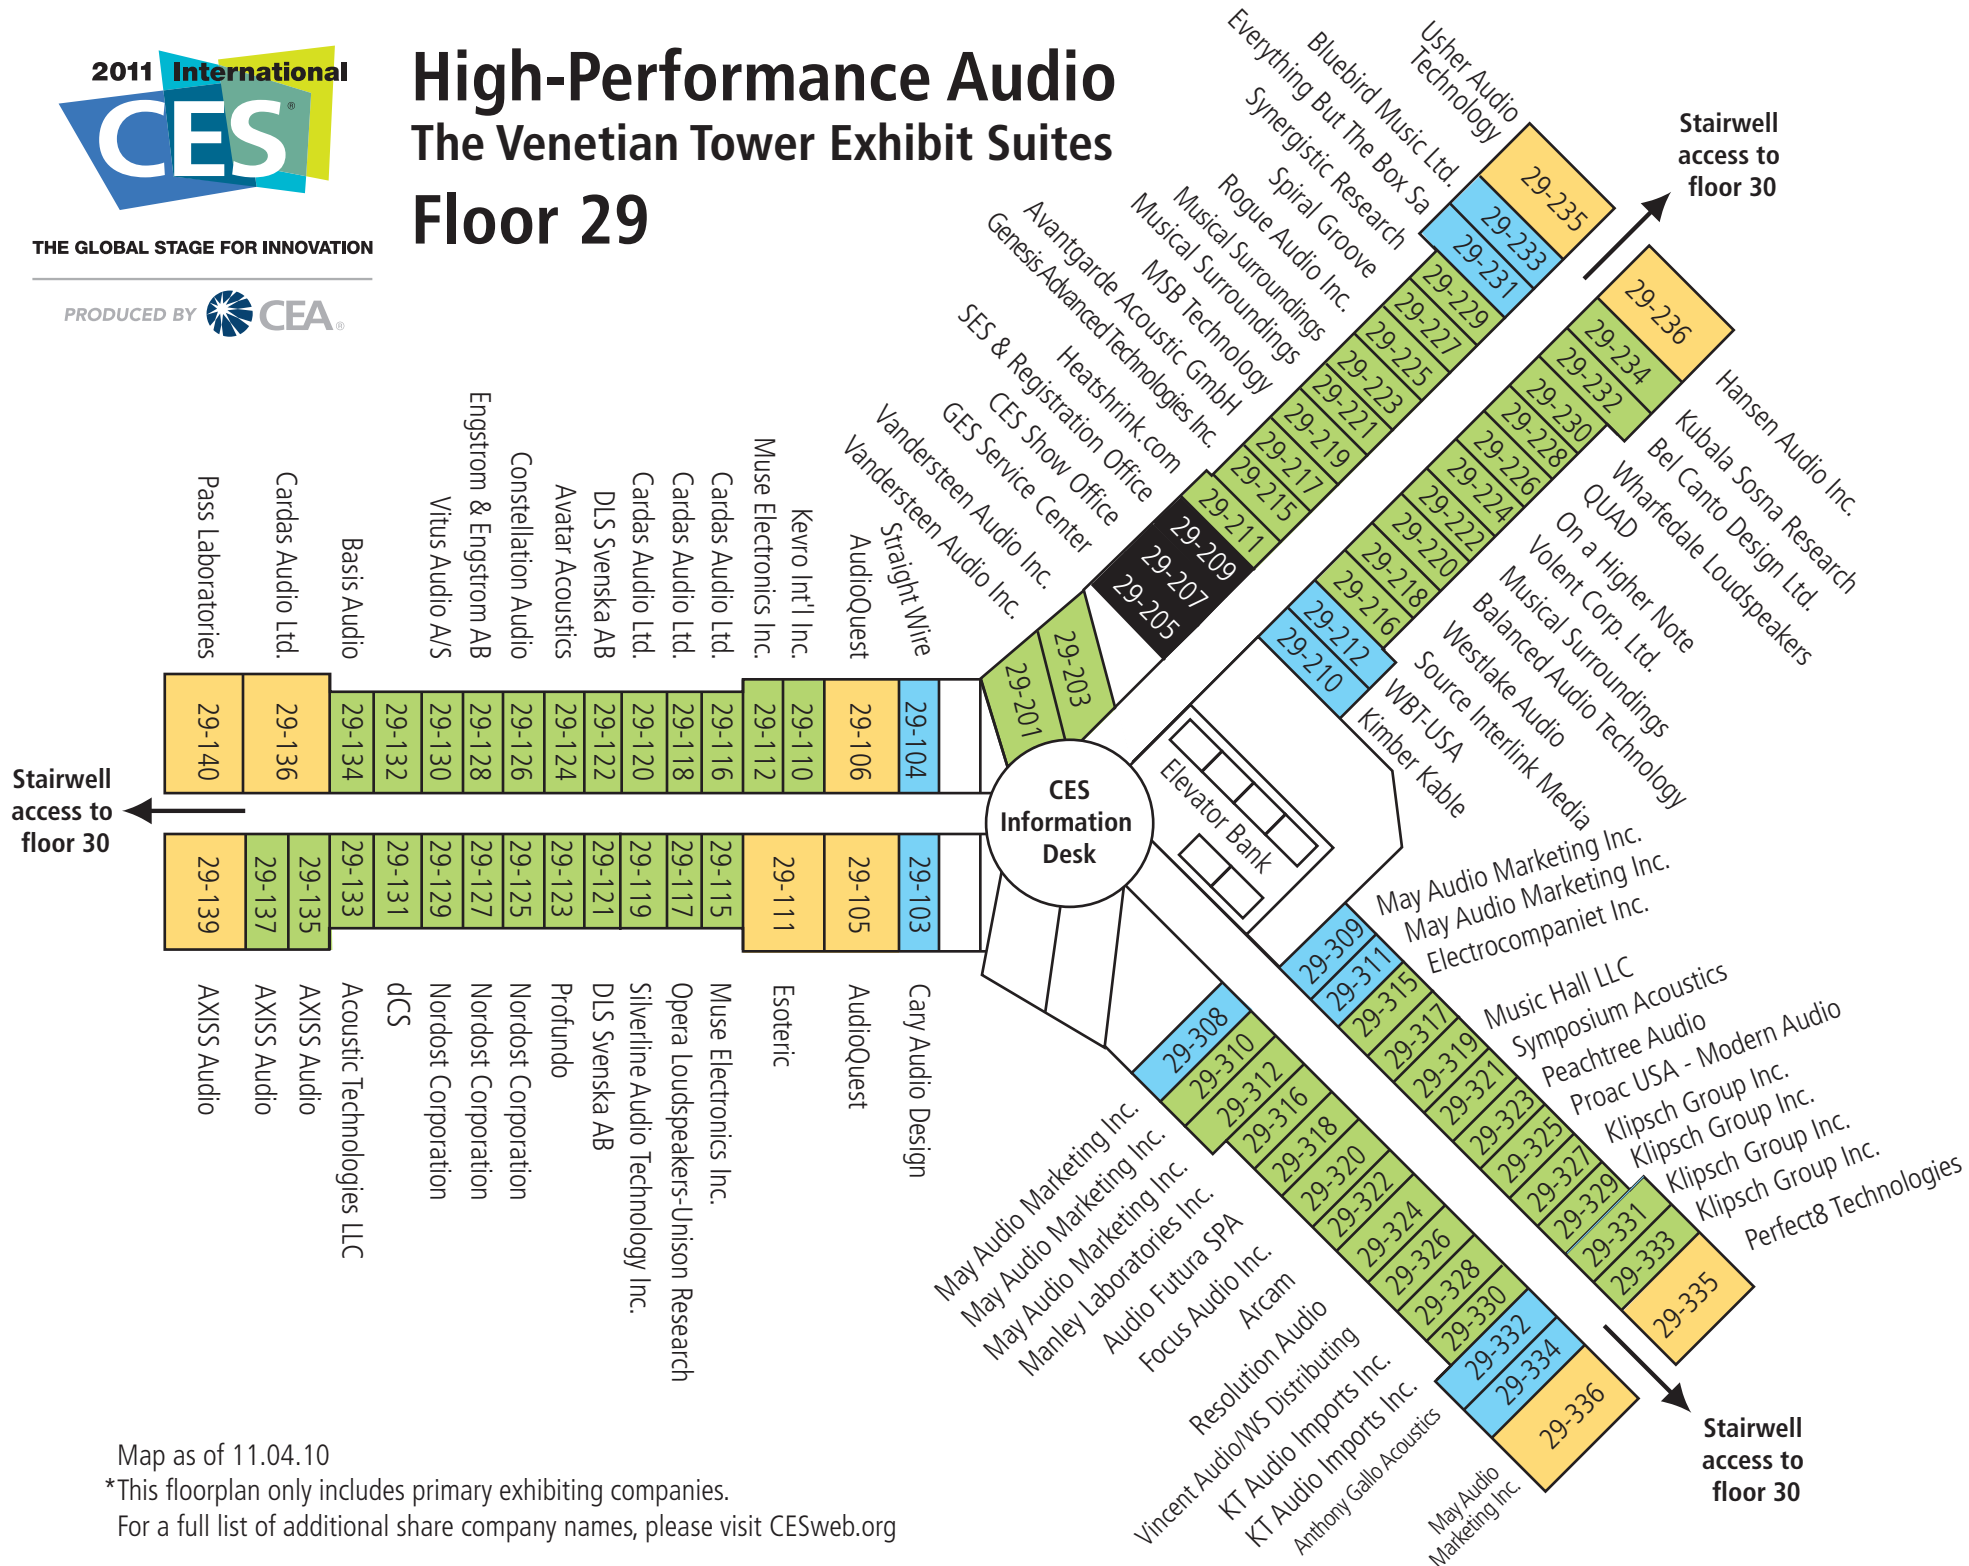 2011 International
CES®
THE GLOBAL STAGE FOR INNOVATION
PRODUCED BY CEA®
High-Performance Audio
The Venetian Tower Exhibit Suites
Floor 29
Usher Audio
Technology
Bluebird Music Ltd.
Everything But The Box Sa
Synergistic Research
Spiral Groove
Rogue Audio Inc.
Musical Surroundings
Musical Surroundings
MSB Technology
Avantgarde Acoustic GmbH
Genesis Advanced Technologies Inc.
Heatshrink.com
SES & Registration Office
CES Show Office
GES Service Center
Vandersteen Audio Inc.
Vandersteen Audio Inc.
29-235
29-233
29-231
29-229
29-227
29-225
29-223
29-221
29-219
29-217
29-215
29-211
29-209
29-207
29-205
29-203
29-201
Stairwell
access to
floor 30
29-236
29-234
29-232
29-230
29-228
29-226
29-224
29-222
29-220
29-218
29-216
29-212
29-210
Hansen Audio Inc.
Kubala Sosna Research
Bel Canto Design Ltd.
Wharfedale Loudspeakers
QUAD
On a Higher Note
Volent Corp. Ltd.
Musical Surroundings
Balanced Audio Technology
Westlake Audio
Source Interlink Media
WBT-USA
Kimber Kable
Pass Laboratories
Cardas Audio Ltd.
Basis Audio
Vitus Audio A/S
Engstrom & Engstrom AB
Constellation Audio
Avatar Acoustics
DLS Svenska AB
Cardas Audio Ltd.
Cardas Audio Ltd.
Cardas Audio Ltd.
Muse Electronics Inc.
Kevro Int'l Inc.
AudioQuest
Straight Wire
29-140
29-136
29-134
29-132
29-130
29-128
29-126
29-124
29-122
29-120
29-118
29-116
29-112
29-110
29-106
29-104
Stairwell
access to
floor 30
CES
Information
Desk
Elevator Bank
29-139
29-137
29-135
29-133
29-131
29-129
29-127
29-125
29-123
29-121
29-119
29-117
29-115
29-111
29-105
29-103
AXISS Audio
AXISS Audio
AXISS Audio
Acoustic Technologies LLC
dCS
Nordost Corporation
Nordost Corporation
Nordost Corporation
Profundo
DLS Svenska AB
Silverline Audio Technology Inc.
Opera Loudspeakers-Unison Research
Muse Electronics Inc.
Esoteric
AudioQuest
Cary Audio Design
May Audio Marketing Inc.
May Audio Marketing Inc.
Electrocompaniet Inc.
Music Hall LLC
Symposium Acoustics
Peachtree Audio
Proac USA - Modern Audio
Klipsch Group Inc.
Klipsch Group Inc.
Klipsch Group Inc.
Klipsch Group Inc.
Perfect8 Technologies
29-309
29-311
29-315
29-317
29-319
29-321
29-323
29-325
29-327
29-329
29-331
29-333
29-335
29-308
29-310
29-312
29-316
29-318
29-320
29-322
29-324
29-326
29-328
29-330
29-332
29-334
29-336
May Audio Marketing Inc.
May Audio Marketing Inc.
May Audio Marketing Inc.
Manley Laboratories Inc.
Audio Futura SPA
Focus Audio Inc.
Arcam
Resolution Audio
Vincent Audio/WS Distributing
KT Audio Imports Inc.
KT Audio Imports Inc.
Anthony Gallo Acoustics
May Audio
Marketing Inc.
Stairwell
access to
floor 30
Map as of 11.04.10
*This floorplan only includes primary exhibiting companies.
For a full list of additional share company names, please visit CESweb.org